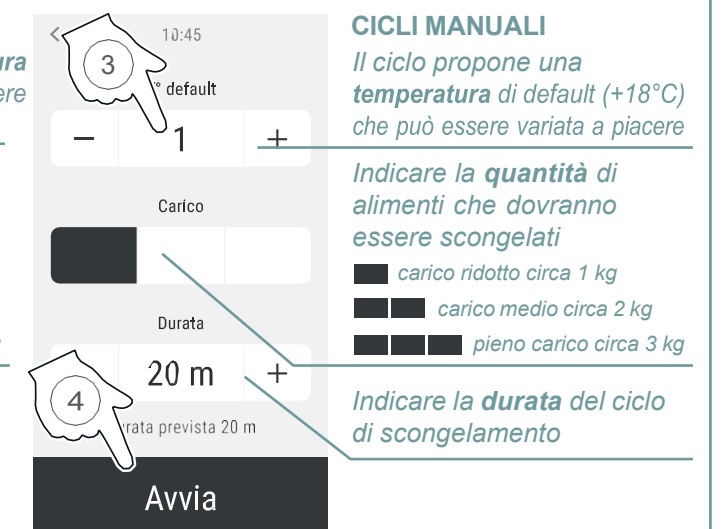 ura
ere
10:45
3
T° default
1
Carico
Durata
20 m
4
rata prevista 20 m
Avvia
CICLI MANUALI
Il ciclo propone una
temperatura di default (+18°C)
che può essere variata a piacere
Indicare la quantità di
alimenti che dovranno
essere scongelati
carico ridotto circa 1 kg
carico medio circa 2 kg
pieno carico circa 3 kg
Indicare la durata del ciclo
di scongelamento